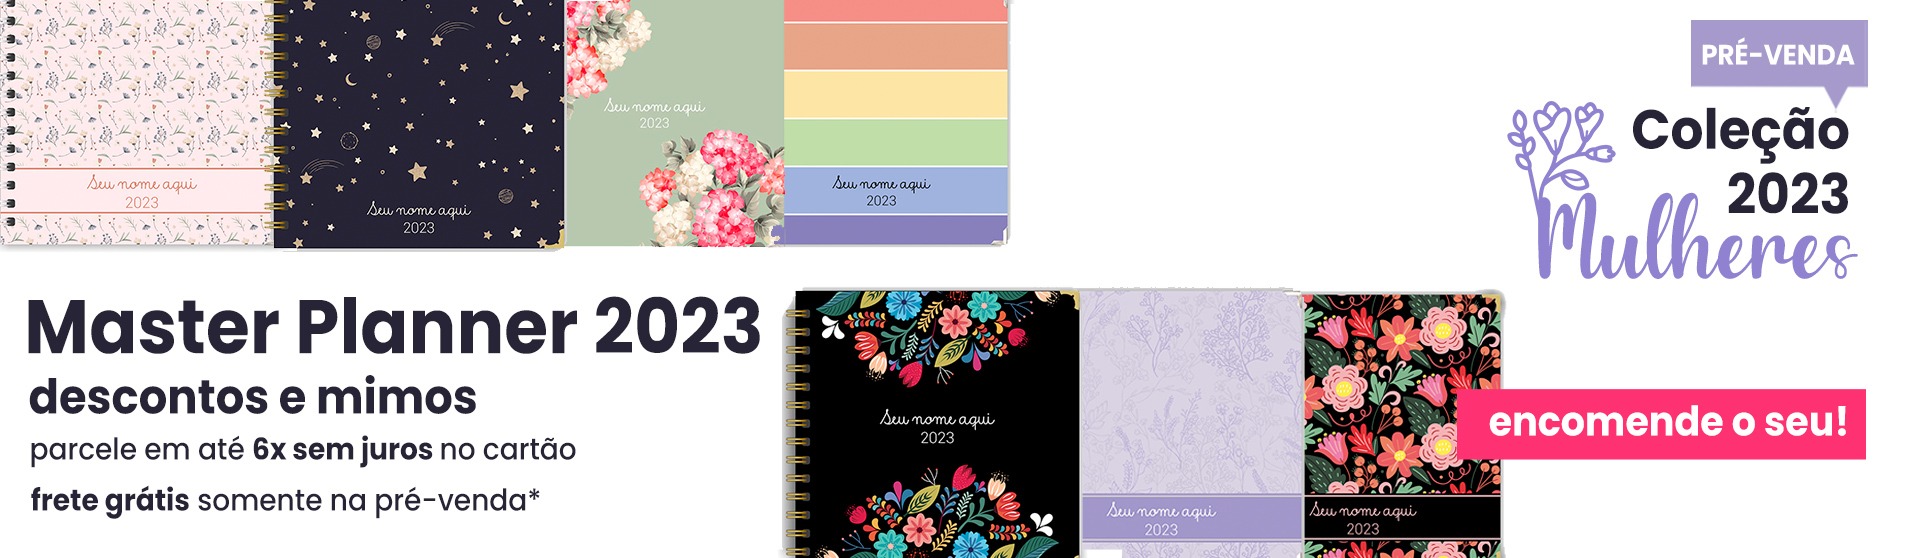 Seu nome aqui
2023
Seu nome aqui
2023
Seu nome aqui
2023
Seu nome aqui
2023
PRÉ-VENDA
Coleção
2023
Mulheres
Master Planner 2023
descontos e mimos
parcele em até 6x sem juros no cartão
frete grátis somente na pré-venda*
Seu nome aqui
2023
Seu nome aqui
2023
Seu nome aqui
2023
encomende o seu!